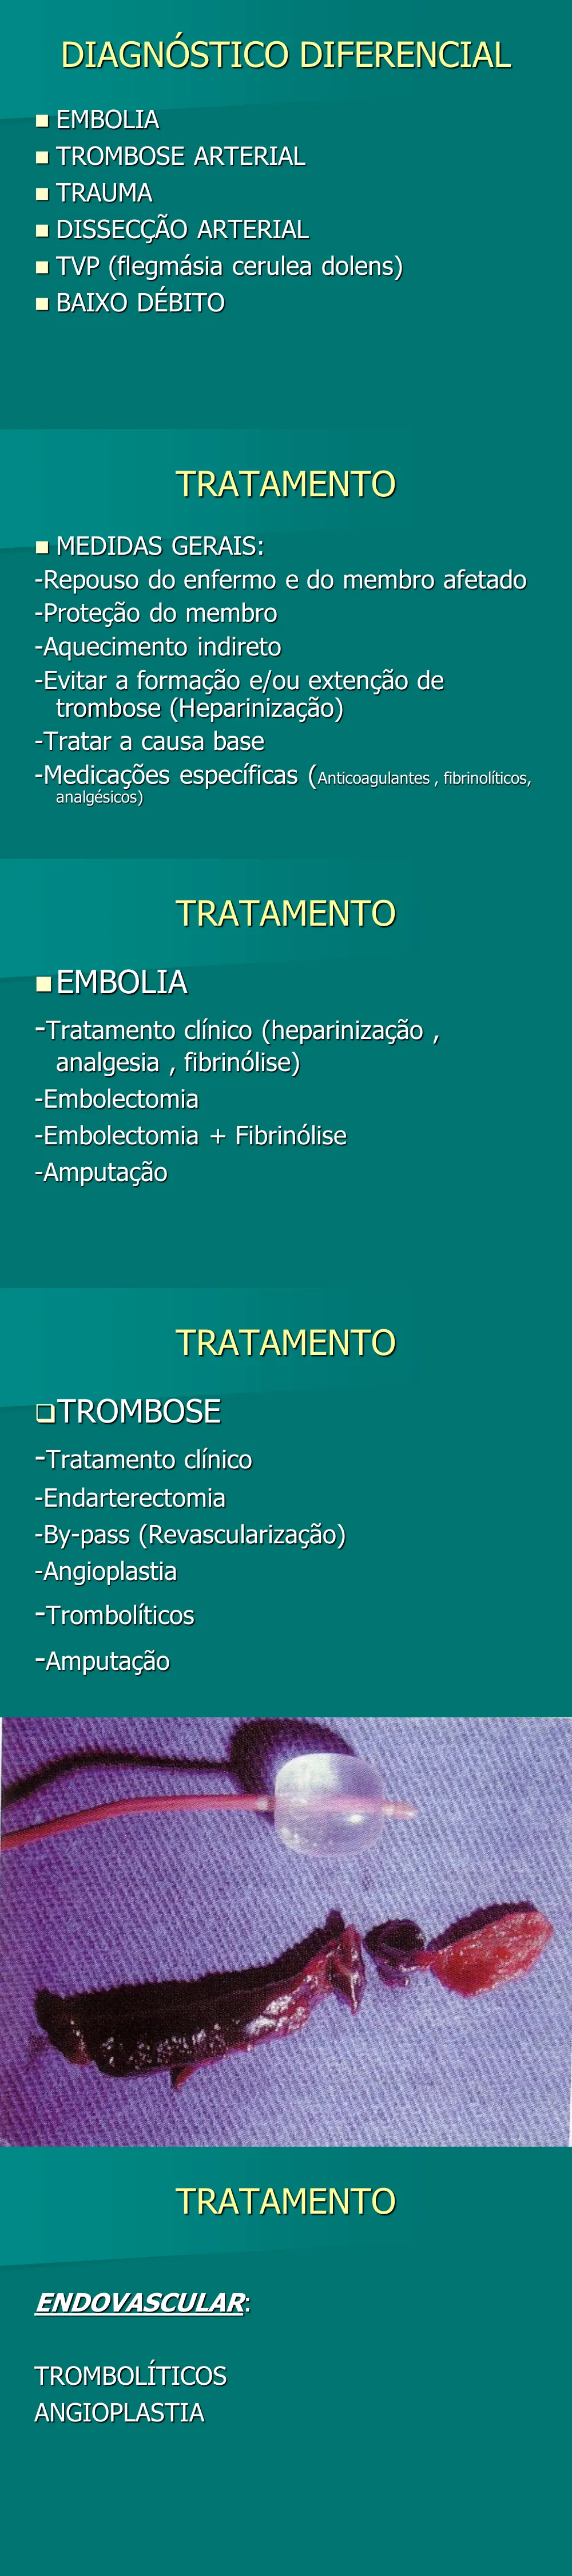 DIAGNÓSTICO DIFERENCIAL
EMBOLIA
TROMBOSE ARTERIAL
TRAUMA
DISSECÇÃO ARTERIAL
TVP (flegmásia cerulea dolens)
BAIXO DÉBITO
TRATAMENTO
MEDIDAS GERAIS:
-Repouso do enfermo e do membro afetado
-Proteção do membro
-Aquecimento indireto
-Evitar a formação e/ou extenção de
trombose (Heparinização)
-Tratar a causa base
-Medicações específicas (Anticoagulantes , fibrinolíticos,
analgésicos)
TRATAMENTO
EMBOLIA
-Tratamento clínico (heparinização ,
analgesia , fibrinólise)
-Embolectomia
-Embolectomia + Fibrinólise
-Amputação
TRATAMENTO
TROMBOSE
-Tratamento clínico
-Endarterectomia
-By-pass (Revascularização)
-Angioplastia
-Trombolíticos
-Amputação
TRATAMENTO
ENDOVASCULAR:
TROMBOLÍTICOS
ANGIOPLASTIA